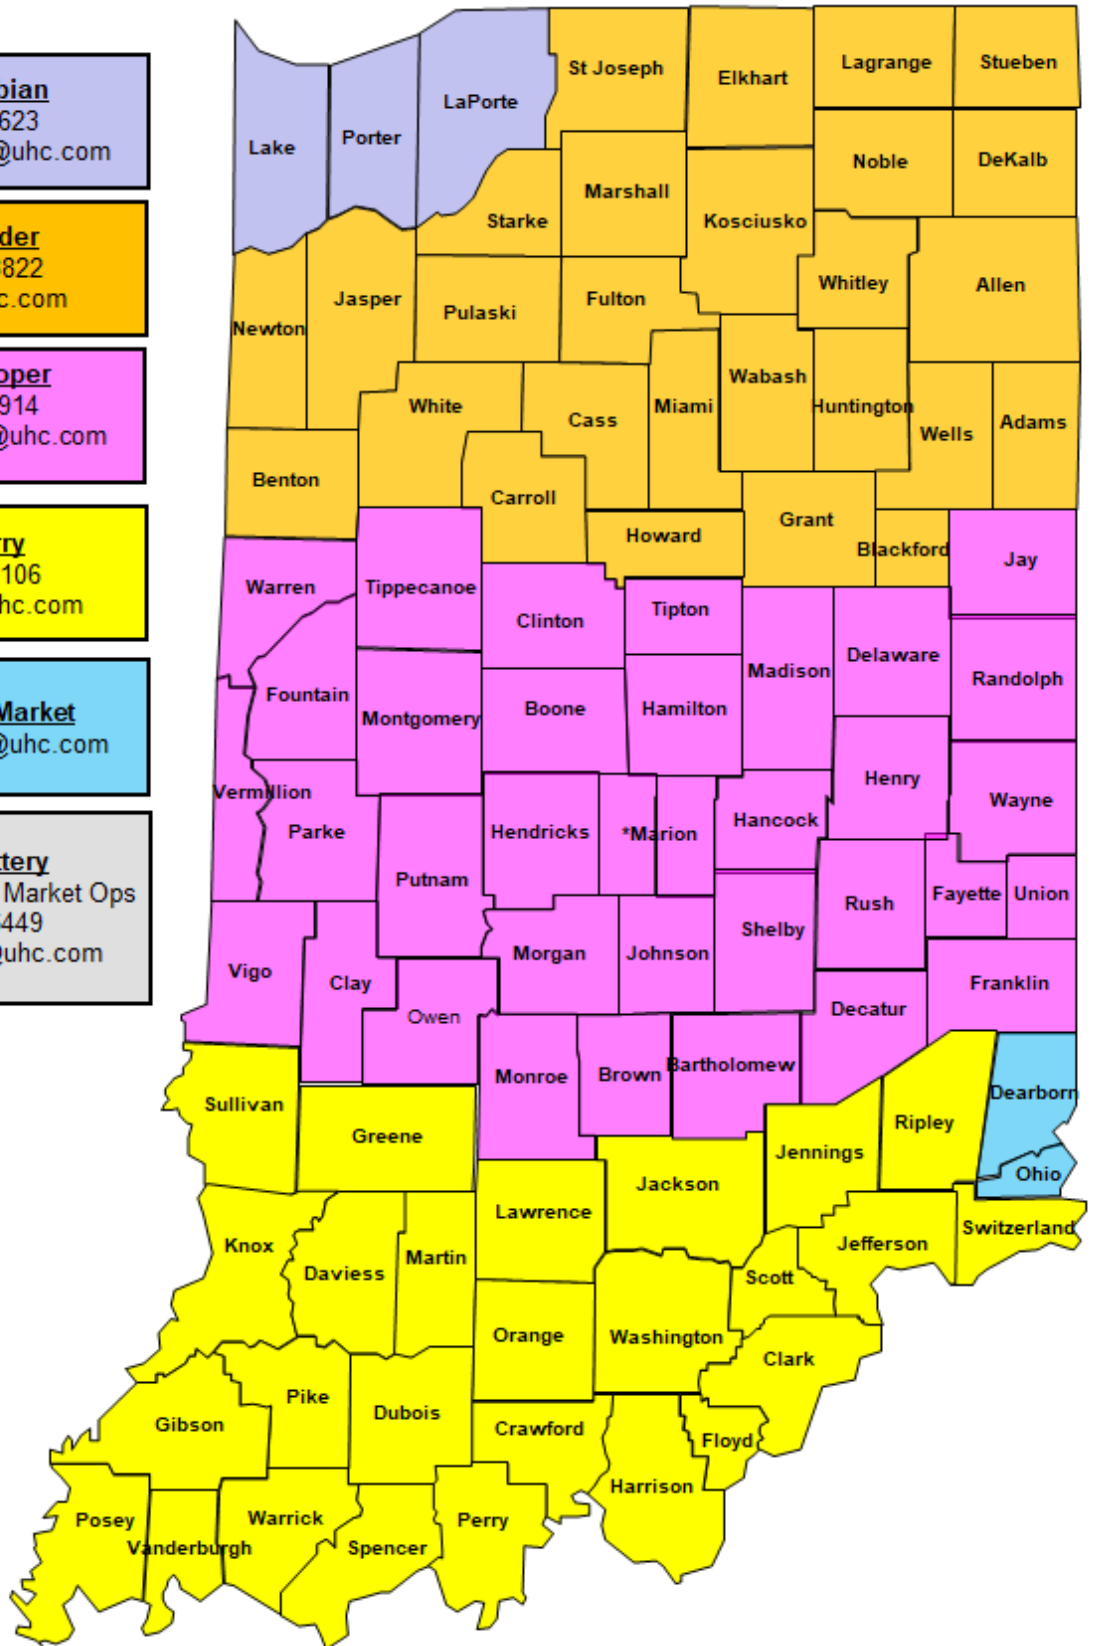 bian
623
@uhc.com
der
822
c.com
oper
914
@uhc.com
rry
106
hc.com
Market
@uhc.com
ttery
Market Ops
449
@uhc.com
St Joseph
Elkhart
Lagrange
Stueben
LaPorte
Porter
Lake
Noble
DeKalb
Marshall
Starke
Kosciusko
Whitley
Allen
Jasper
Fulton
Pulaski
Newton
Wabash
White
Cass
Miami
Huntington
Wells
Adams
Benton
Carroll
Grant
Howard
Blackford
Jay
Warren
Tippecanoe
Clinton
Tipton
Madison
Delaware
Randolph
Fountain
Montgomery
Boone
Hamilton
Henry
Vermillion
Wayne
Parke
Hendricks
*Marion
Hancock
Putnam
Rush
Fayette
Union
Shelby
Morgan
Johnson
Vigo
Clay
Franklin
Owen
Decatur
Monroe
Brown
Bartholomew
Dearborn
Sullivan
Greene
Ripley
Jennings
Ohio
Jackson
Lawrence
Switzerland
Knox
Daviess
Martin
Jefferson
Scott
Orange
Washington
Clark
Pike
Dubois
Gibson
Crawford
Floyd
Harrison
Posey
Warrick
Perry
Vanderburgh
Spencer